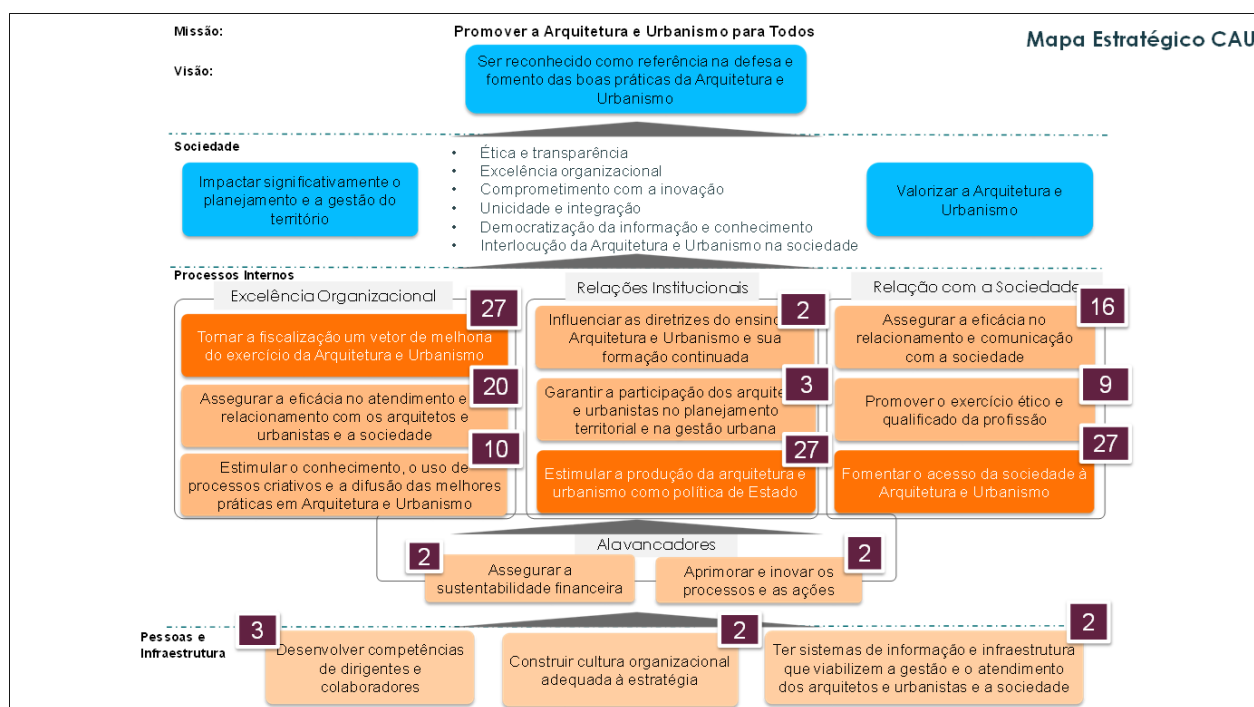 Missão:
Promover a Arquitetura e Urbanismo para Todos
Mapa Estratégico CAU
Visão:
Ser reconhecido como referência na defesa e
fomento das boas práticas da Arquitetura e
Urbanismo
Sociedade
Impactar significativamente o
planejamento e a gestão do
território
• Ética e transparência
• Excelência organizacional
• Comprometimento com a inovação
• Unicidade e integração
• Democratização da informação e conhecimento
• Interlocução da Arquitetura e Urbanismo na sociedade
Valorizar a Arquitetura e
Urbanismo
Processos Internos
Excelência Organizacional
27
Tornar a fiscalização um vetor de melhoria
do exercício da Arquitetura e Urbanismo
20
Assegurar a eficácia no atendimento e
relacionamento com os arquitetos e
urbanistas e a sociedade
10
Estimular o conhecimento, o uso de
processos criativos e a difusão das melhores
práticas em Arquitetura e Urbanismo
Relações Institucionais
2
Influenciar as diretrizes do ensino
Arquitetura e Urbanismo e sua
formação continuada
3
Garantir a participação dos
e urbanistas no planejamento
territorial e na gestão urbana
27
Estimular a produção da arquitetura e
urbanismo como política de Estado
Relação com a Sociedade
16
Assegurar a eficácia no
relacionamento e comunicação
com a sociedade
9
Promover o exercício ético e
qualificado da profissão
27
Fomentar o acesso da sociedade à
Arquitetura e Urbanismo
Alavancadores
2
Assegurar a
sustentabilidade financeira
2
Aprimorar e inovar os
processos e as ações
Pessoas e
Infraestrutura
3
Desenvolver competências
de dirigentes e
colaboradores
2
Construir cultura organizacional
adequada à estratégia
2
Ter sistemas de informação e infraestrutura
que viabilizem a gestão e o atendimento
dos arquitetos e urbanistas e a sociedade